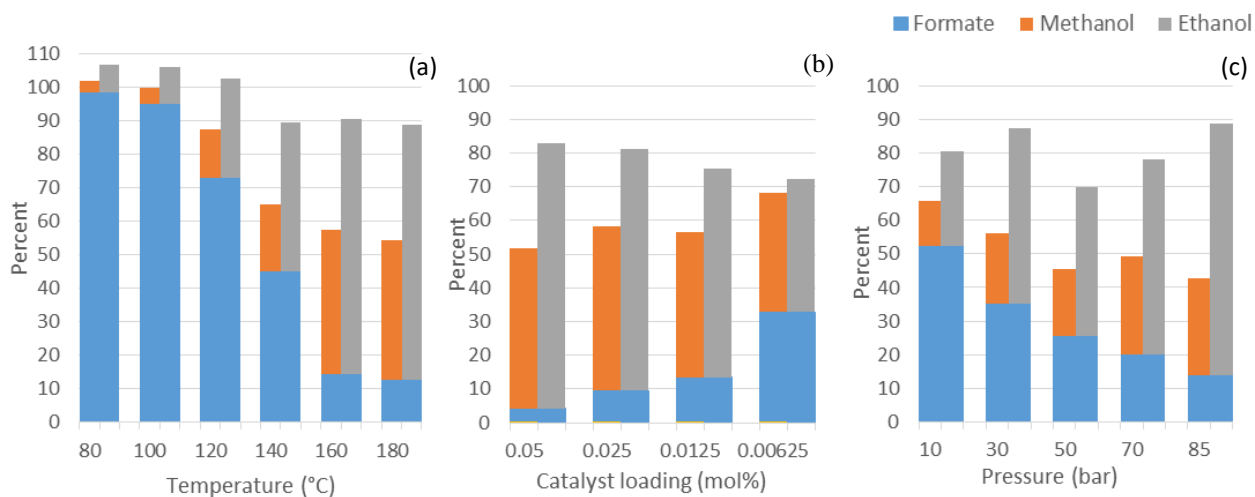 Formate Methanol Ethanol
(a)
110
100
90
80
70
60
50
40
30
20
10
0
Percent
80 100 120 140 160 180
Temperature (°C)
(b)
100
90
80
70
60
50
40
30
20
10
0
Percent
0.05 0.025 0.0125 0.00625
Catalyst loading (mol%)
(c)
100
90
80
70
60
50
40
30
20
10
0
Percent
10 30 50 70 85
Pressure (bar)